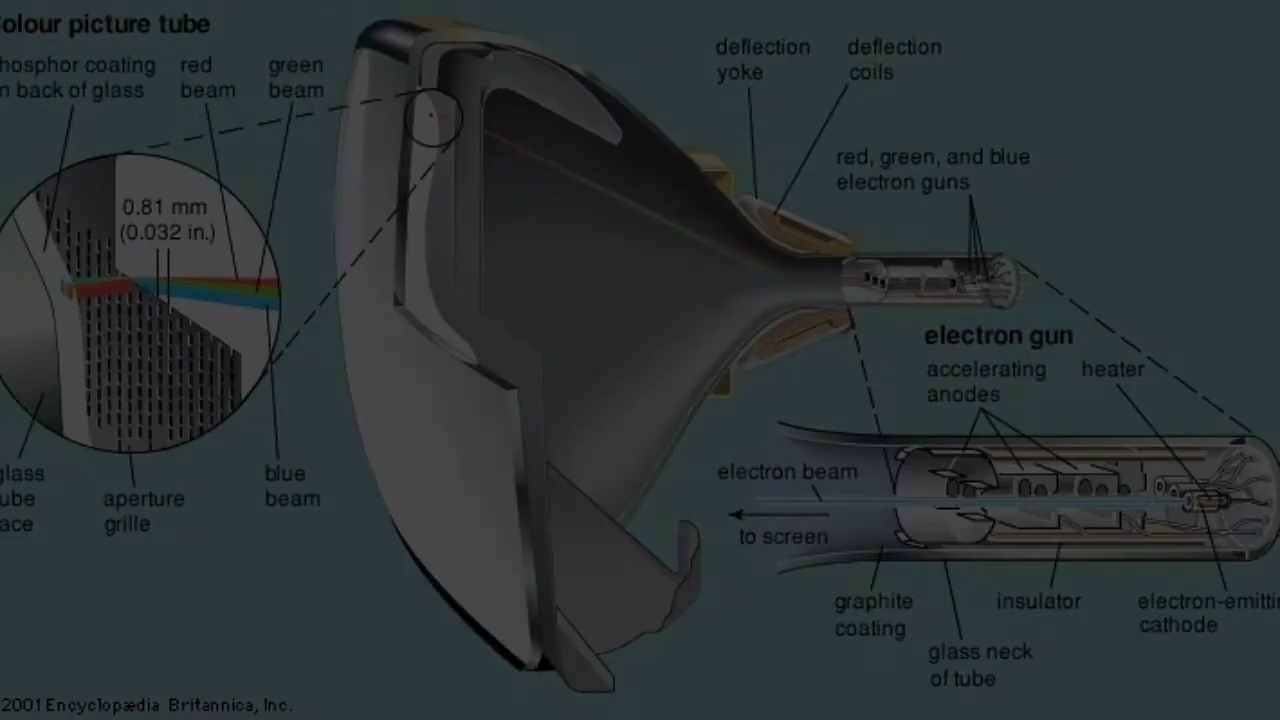 olour picture tube
hosphor coating
n back of glass
red
beam
green
beam
0.81 mm
(0.032 in.)
glass
ube
ace
aperture
grille
blue
beam
deflection
yoke
deflection
coils
red, green, and blue
electron guns
electron gun
accelerating
anodes
heater
electron beam
to screen
graphite
coating
insulator
glass neck
of tube
electron-emitti
cathode
2001 Encyclopædia Britannica, Inc.